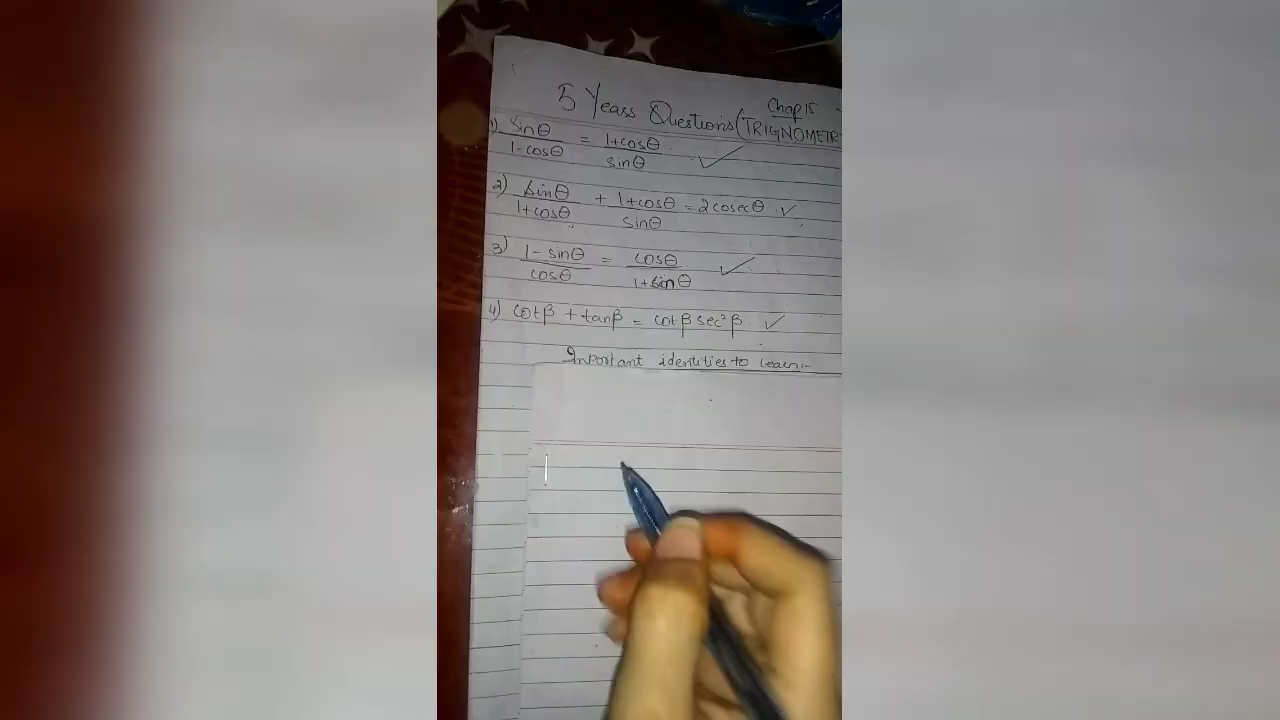 Chap 15
5 Years Questions (TRIGNOMETR
1) sinθ / 1-cosθ = 1+cosθ / sinθ ✓
2) sinθ / 1+cosθ + 1+cosθ / sinθ = 2cosecθ ✓
3) 1-sinθ / cosθ = cosθ / 1+sinθ ✓
4) cotβ + tanβ = cotβ sec²β ✓
Important identities to learn:-